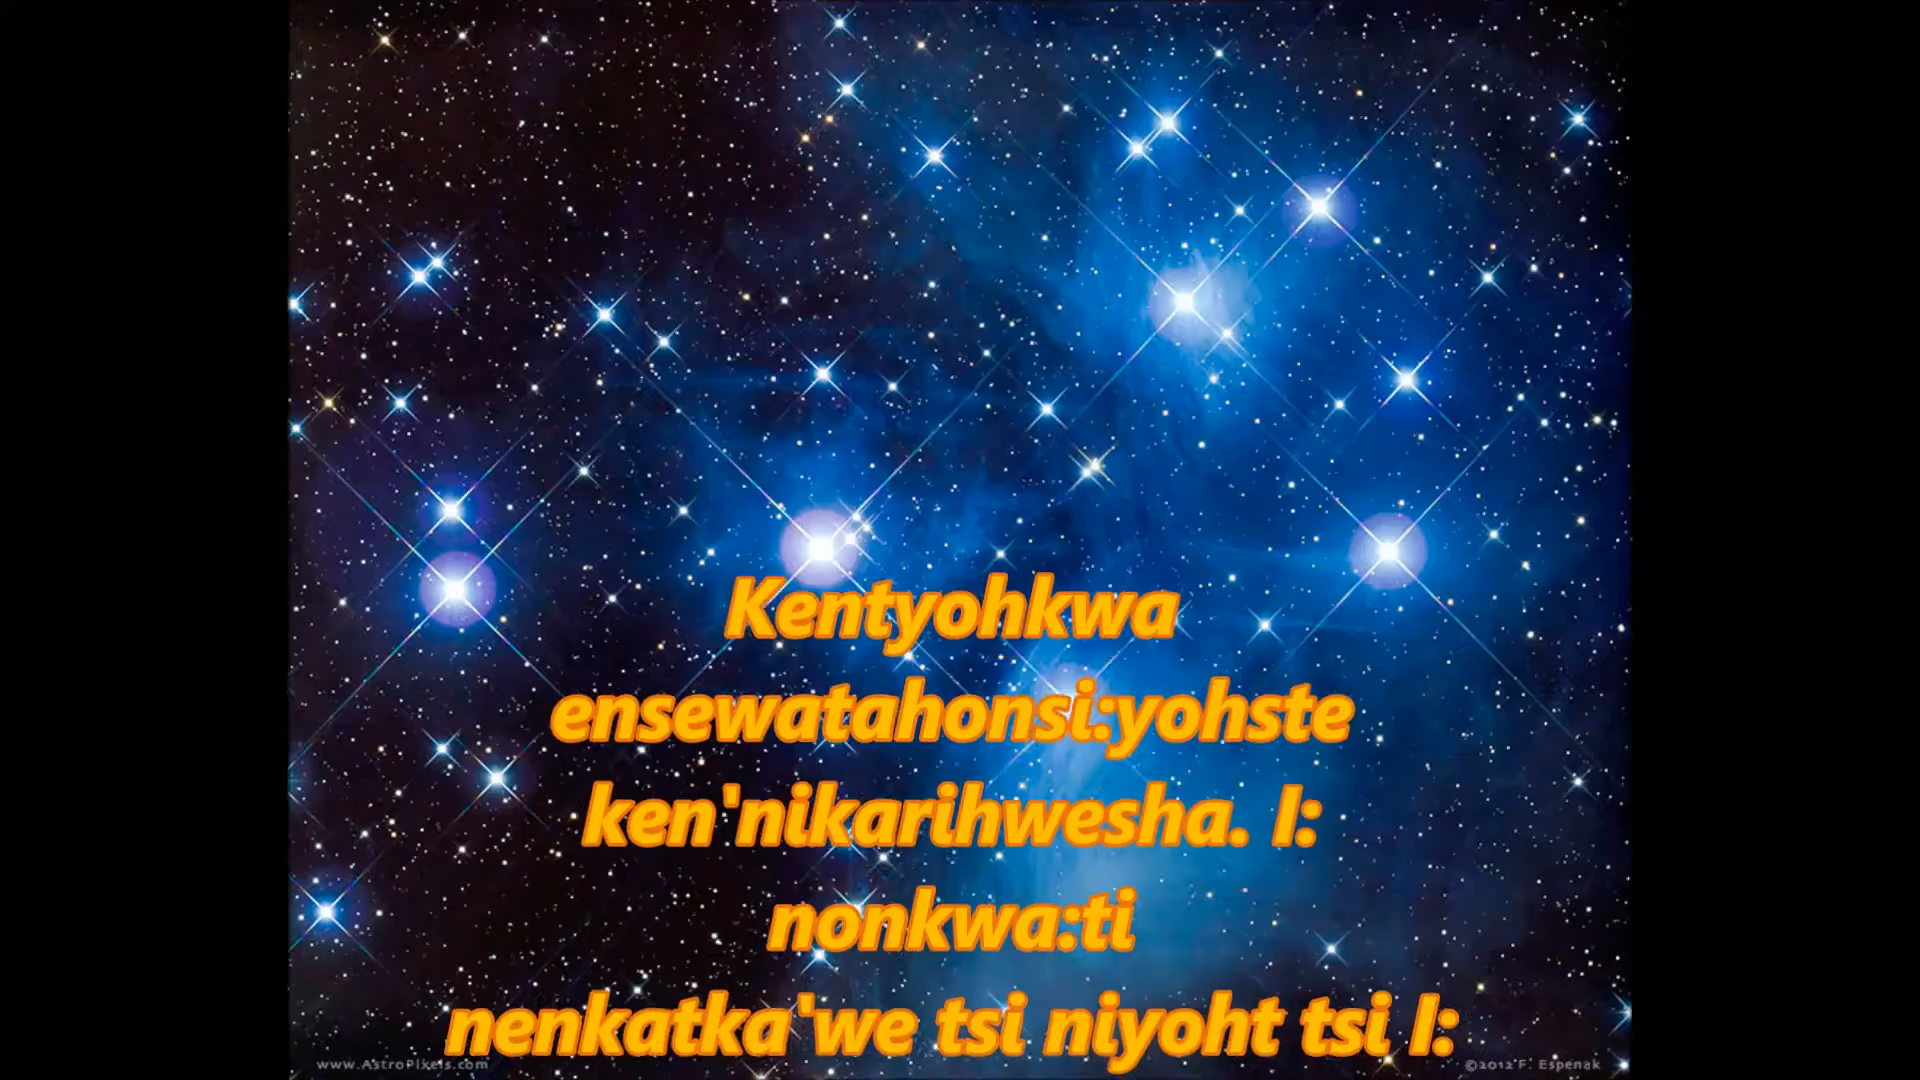 Kentyohkwa
ensewatahonsi:yohste
ken'nikarihwesha. I:
nonkwa:ti
nenkatka'we tsi niyoht tsi I:
www.AstroPixels.com
©2012 F. Espenak